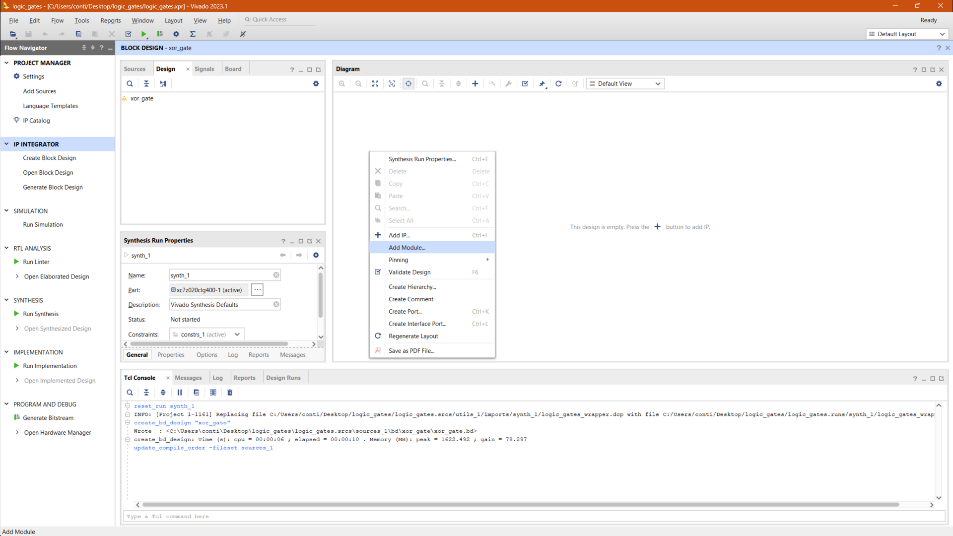 logic_gates - [C:/Users/conti/Desktop/logic_gates/logic_gates.xpr] - Vivado 2023.1
File Edit Flow Tools Reports Window Layout View Help Quick Access
Ready
Default Layout
Flow Navigator
PROJECT MANAGER
Settings
Add Sources
Language Templates
IP Catalog
IP INTEGRATOR
Create Block Design
Open Block Design
Generate Block Design
SIMULATION
Run Simulation
RTL ANALYSIS
Run Linter
Open Elaborated Design
SYNTHESIS
Run Synthesis
Open Synthesized Design
IMPLEMENTATION
Run Implementation
Open Implemented Design
PROGRAM AND DEBUG
Generate Bitstream
Open Hardware Manager
BLOCK DESIGN - xor_gate
Sources Design Signals Board
xor_gate
Synthesis Run Properties
synth_1
Name: synth_1
Part: xc7z020clg400-1 (active)
Description: Vivado Synthesis Defaults
Status: Not started
Constraints: constrs_1 (active)
General Properties Options Log Reports Messages
Diagram
Default View
This design is empty. Press the + button to add IP.
Synthesis Run Properties... Ctrl+E
Delete Delete
Copy Ctrl+C
Paste Ctrl+V
Search... Ctrl+F
Select All Ctrl+A
Add IP... Ctrl+I
Add Module...
Pinning
Validate Design F6
Create Hierarchy...
Create Comment
Create Port... Ctrl+K
Create Interface Port... Ctrl+L
Regenerate Layout
Save as PDF File...
Tcl Console Messages Log Reports Design Runs
reset_run synth_1
INFO: [Project 1-1161] Replacing file C:/Users/conti/Desktop/logic_gates/logic_gates.srcs/utils_1/imports/synth_1/logic_gates_wrapper.dcp with file C:/Users/conti/Desktop/logic_gates/logic_gates.runs/synth_1/logic_gates_wrap
create_bd_design "xor_gate"
Wrote : <C:\Users\conti\Desktop\logic_gates\logic_gates.srcs\sources_1\bd\xor_gate\xor_gate.bd>
create_bd_design: Time (s): cpu = 00:00:06 ; elapsed = 00:00:10 . Memory (MB): peak = 1622.492 ; gain = 78.297
update_compile_order -fileset sources_1
Type a Tcl command here
Add Module